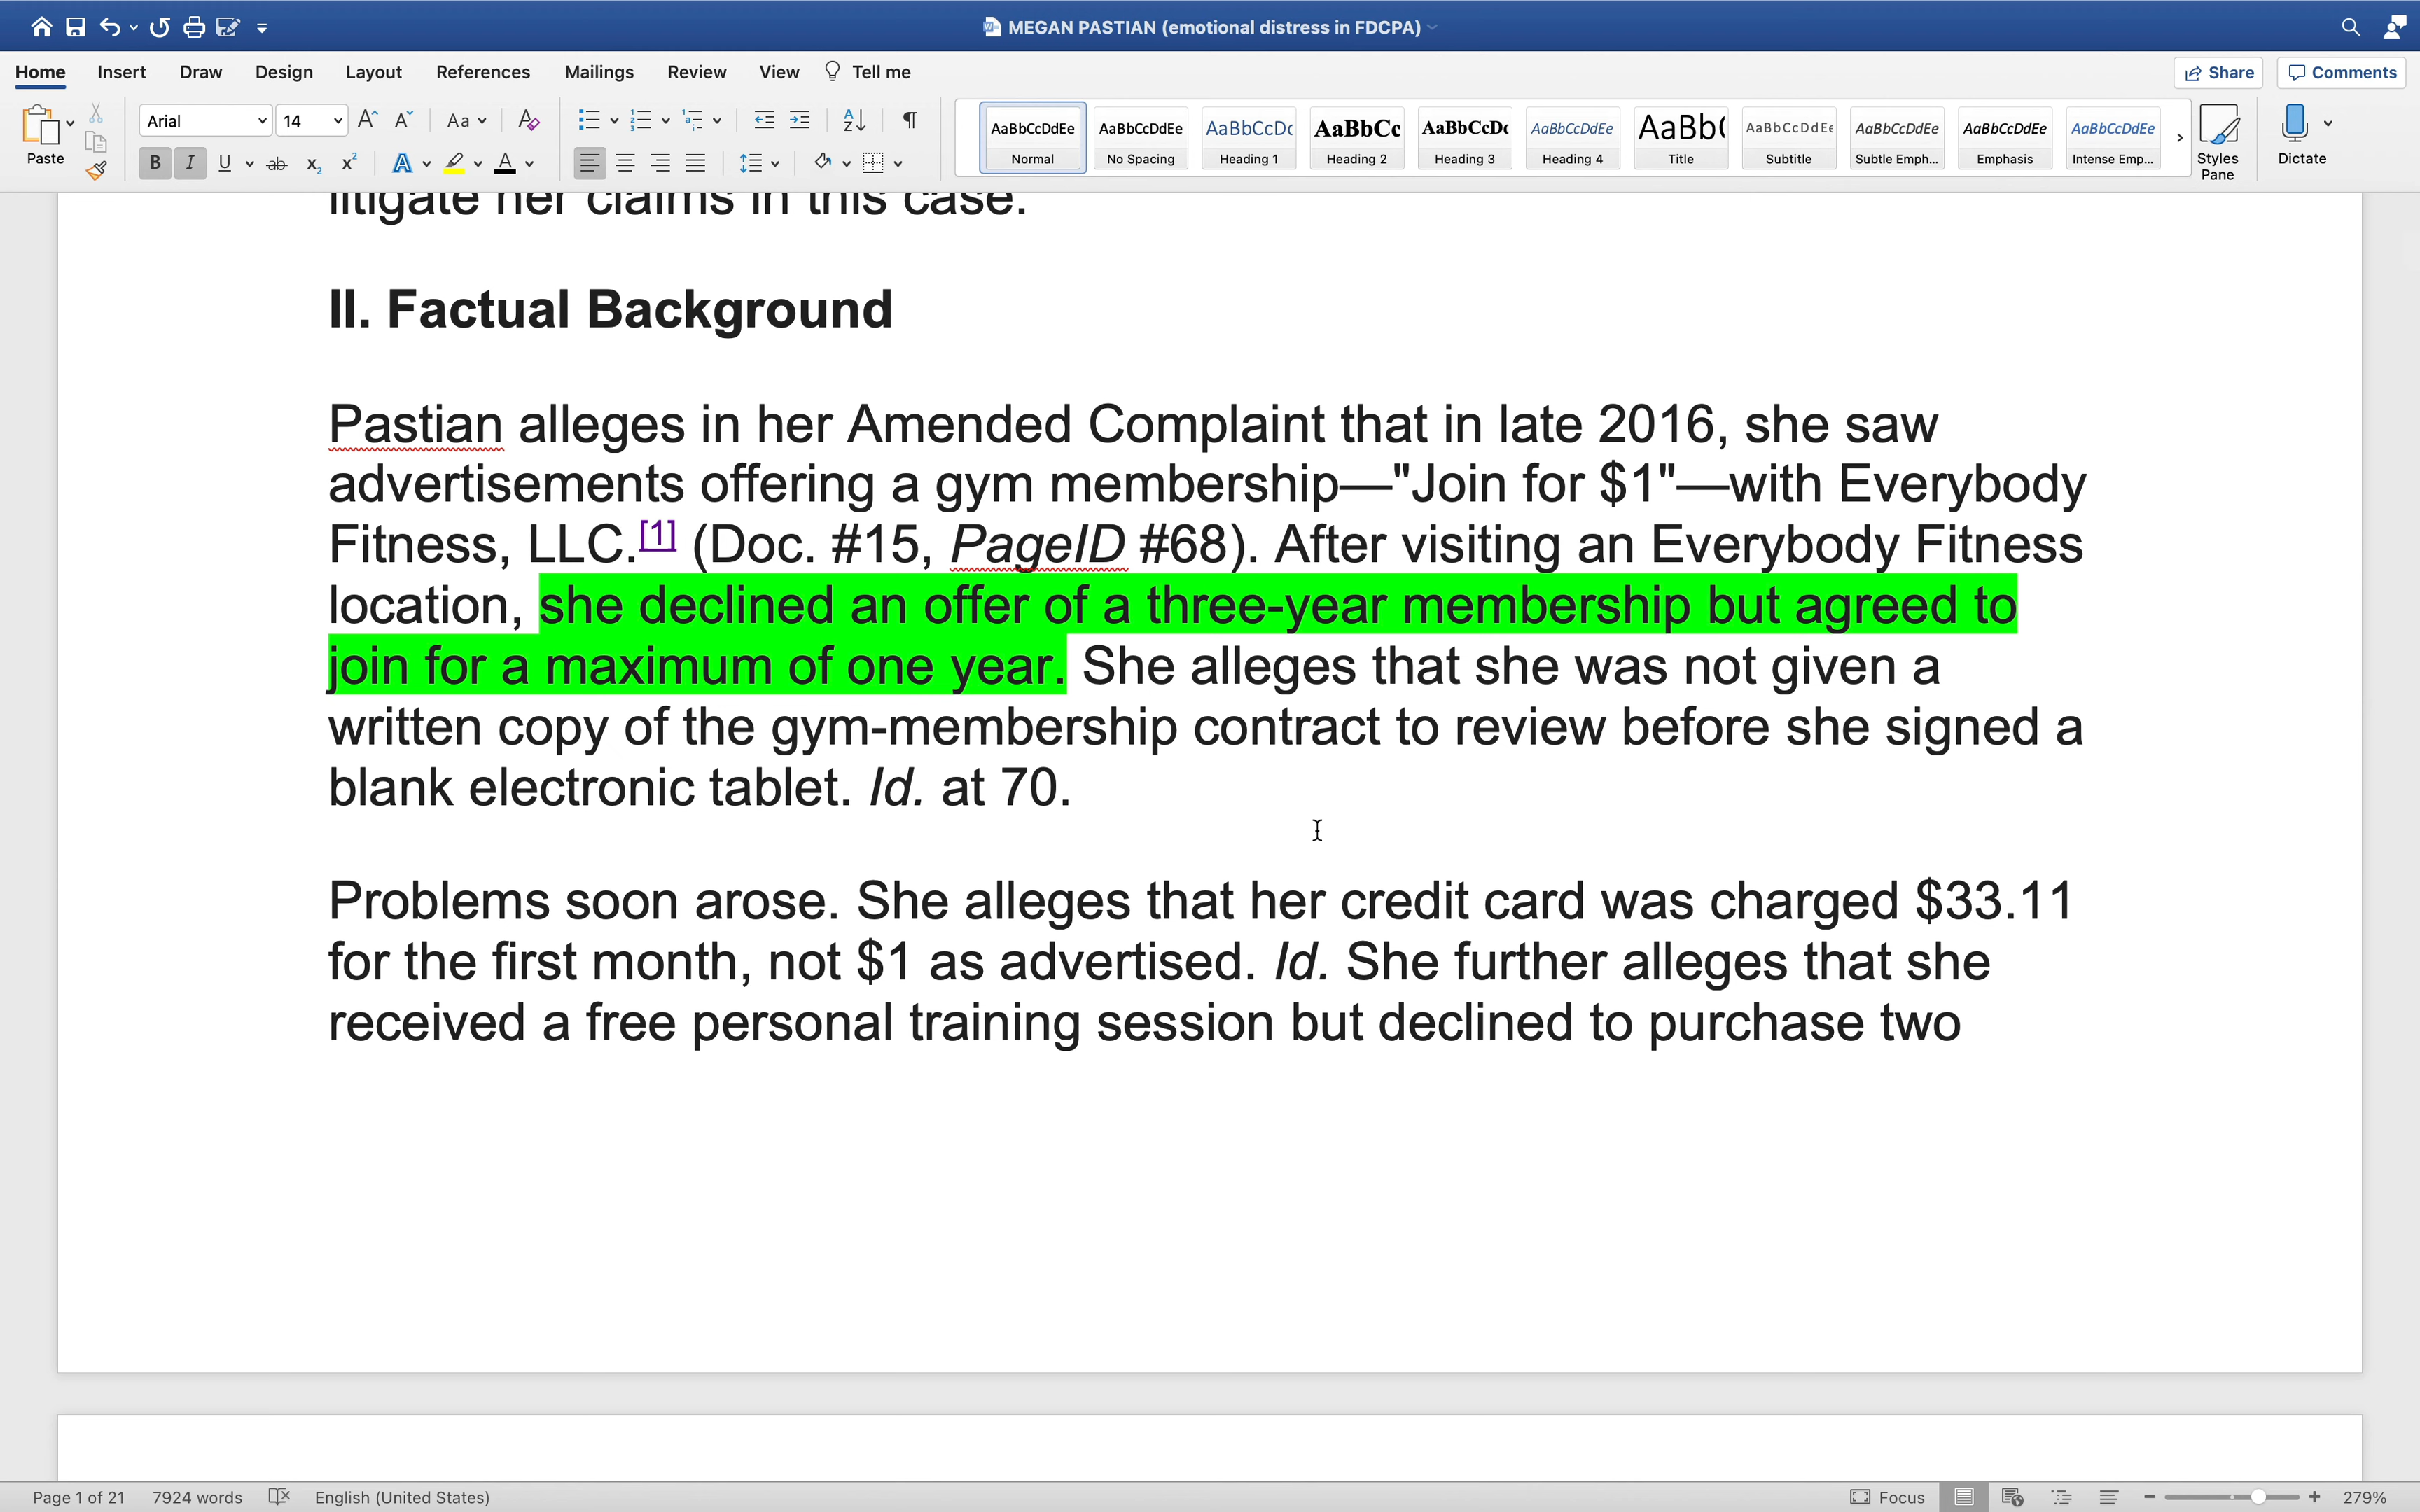 MEGAN PASTIAN (emotional distress in FDCPA)
Home Insert Draw Design Layout References Mailings Review View Tell me Share Comments
Paste
Arial 14
Aa
AaBbCcDdEe AaBbCcDdEe AaBbCcDc AaBbCc AaBbCcDc AaBbCcDdEe AaBb( AaBbCcDdEe AaBbCcDdEe AaBbCcDdEe AaBbCcDdEe
Normal No Spacing Heading 1 Heading 2 Heading 3 Heading 4 Title Subtitle Subtle Emph... Emphasis Intense Emp...
Styles Pane
Dictate
litigate her claims in this case.
II. Factual Background
Pastian alleges in her Amended Complaint that in late 2016, she saw
advertisements offering a gym membership—"Join for $1"—with Everybody
Fitness, LLC.[1] (Doc. #15, PageID #68). After visiting an Everybody Fitness
location, she declined an offer of a three-year membership but agreed to
join for a maximum of one year. She alleges that she was not given a
written copy of the gym-membership contract to review before she signed a
blank electronic tablet. Id. at 70.
Problems soon arose. She alleges that her credit card was charged $33.11
for the first month, not $1 as advertised. Id. She further alleges that she
received a free personal training session but declined to purchase two
Page 1 of 21 7924 words English (United States) Focus 279%